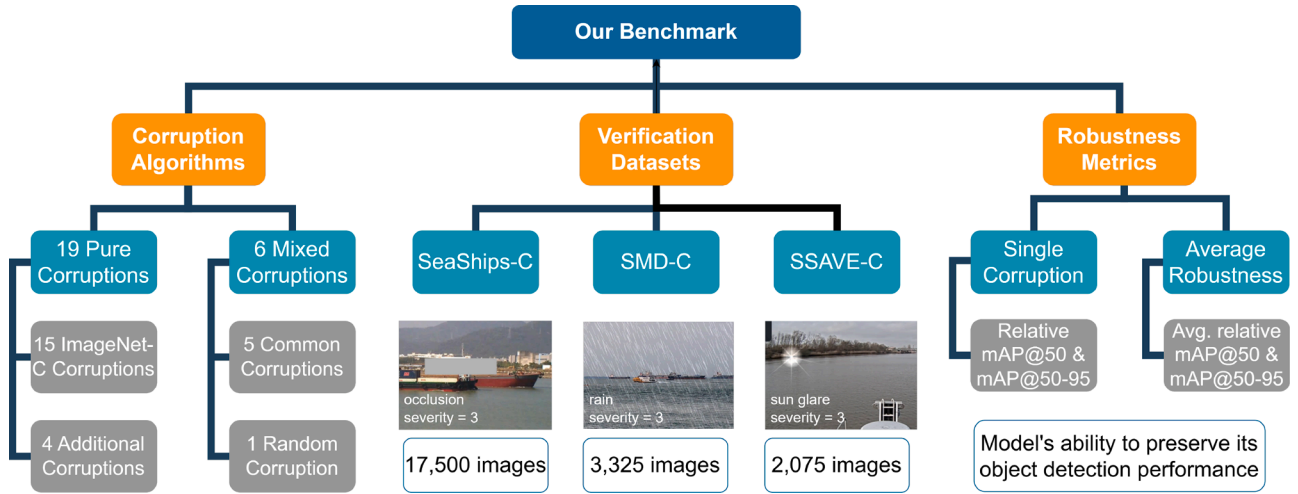 Our Benchmark
Corruption
Algorithms
Verification
Datasets
Robustness
Metrics
19 Pure
Corruptions
6 Mixed
Corruptions
SeaShips-C
SMD-C
SSAVE-C
Single
Corruption
Average
Robustness
15 ImageNet-
C Corruptions
5 Common
Corruptions
occlusion
severity = 3
rain
severity = 3
sun glare
severity = 3
Relative
mAP@50 &
mAP@50-95
Avg. relative
mAP@50 &
mAP@50-95
4 Additional
Corruptions
1 Random
Corruption
17,500 images
3,325 images
2,075 images
Model's ability to preserve its
object detection performance